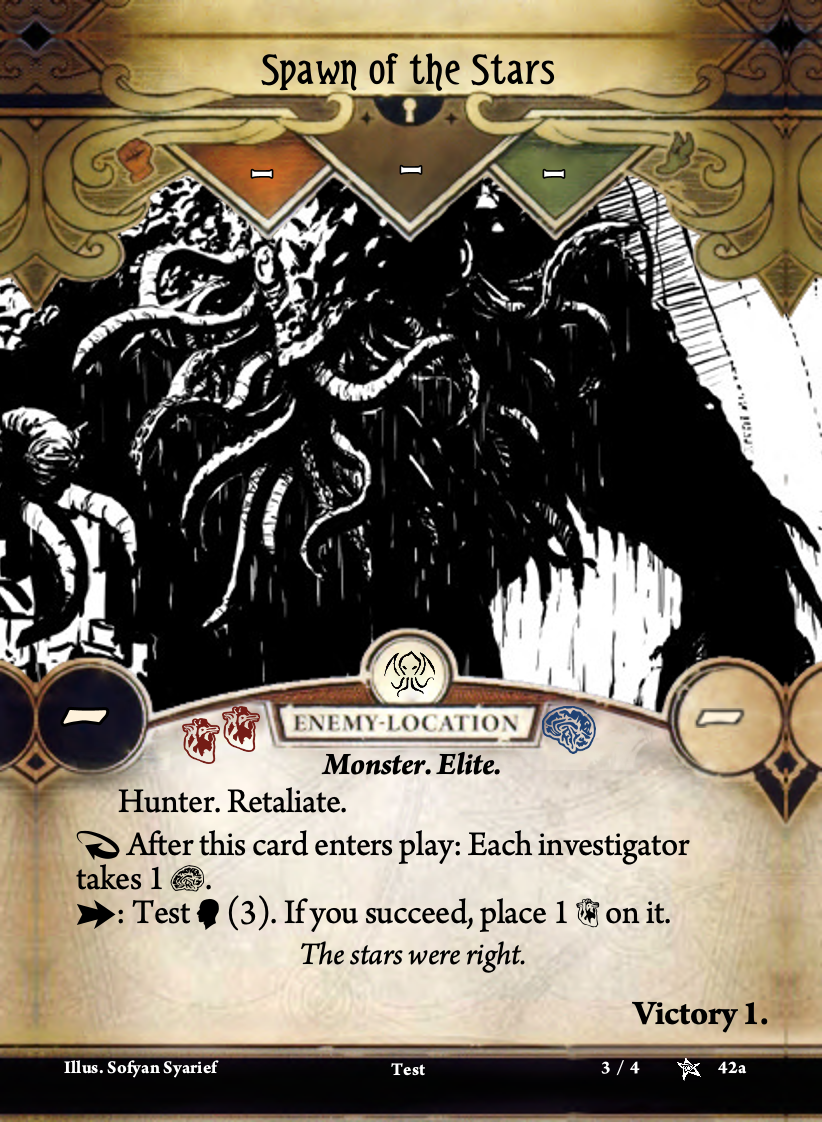 Spawn of the Stars
- - -
- -
ENEMY-LOCATION
Monster. Elite.
Hunter. Retaliate.
After this card enters play: Each investigator
takes 1 .
: Test (3). If you succeed, place 1 on it.
The stars were right.
Victory 1.
Illus. Sofyan Syarief Test 3 / 4 42a